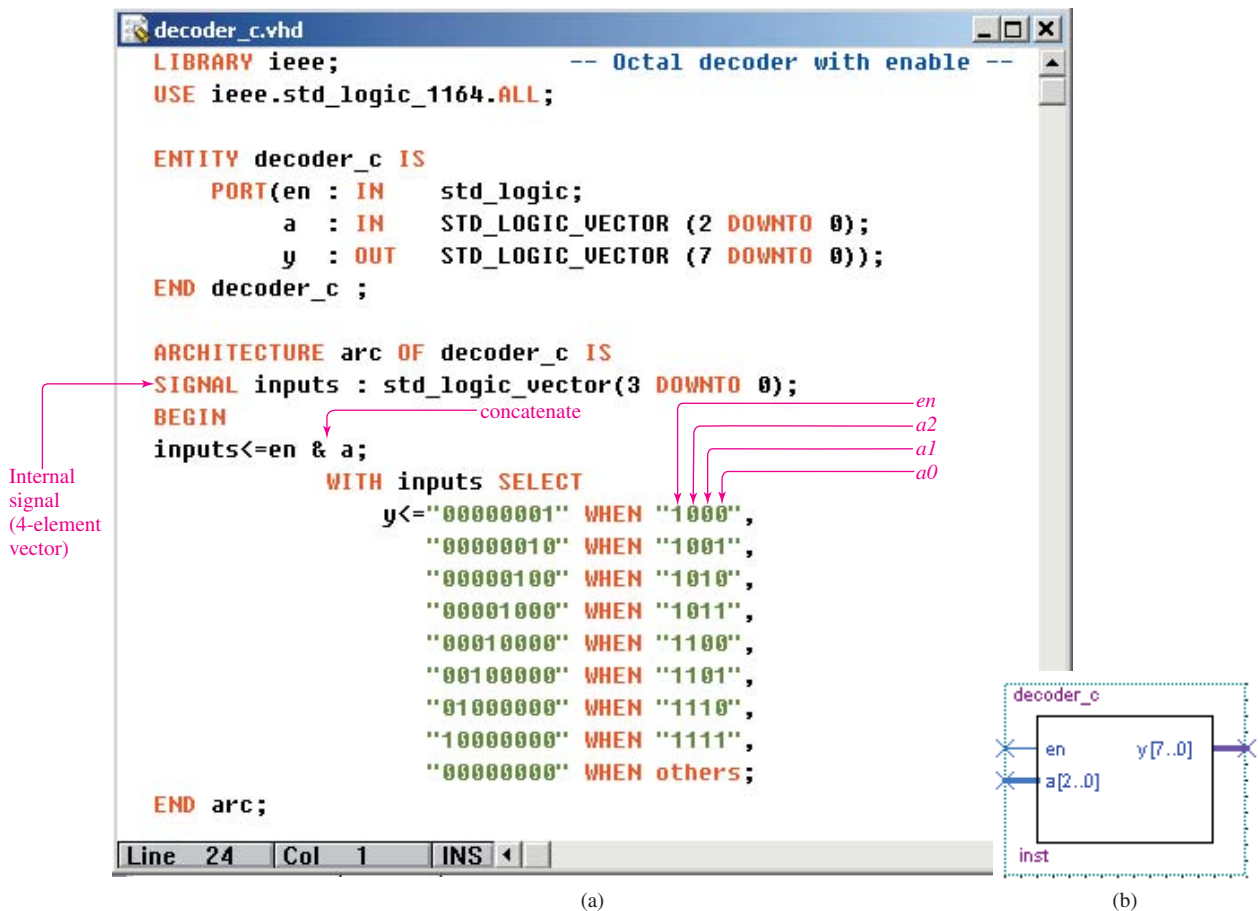 decoder_c.vhd
LIBRARY ieee; -- Octal decoder with enable --
USE ieee.std_logic_1164.ALL;
ENTITY decoder_c IS
PORT(en : IN std_logic;
a : IN STD_LOGIC_VECTOR (2 DOWNTO 0);
y : OUT STD_LOGIC_VECTOR (7 DOWNTO 0));
END decoder_c ;
ARCHITECTURE arc OF decoder_c IS
SIGNAL inputs : std_logic_vector(3 DOWNTO 0);
BEGIN
concatenate
en
a2
a1
a0
inputs<=en & a;
Internal
signal
(4-element
vector)
WITH inputs SELECT
y<="00000001" WHEN "1000",
"00000010" WHEN "1001",
"00000100" WHEN "1010",
"00001000" WHEN "1011",
"00010000" WHEN "1100",
"00100000" WHEN "1101",
"01000000" WHEN "1110",
"10000000" WHEN "1111",
"00000000" WHEN others;
END arc;
Line 24 Col 1 INS
(a)
decoder_c
en y[7..0]
a[2..0]
inst
(b)